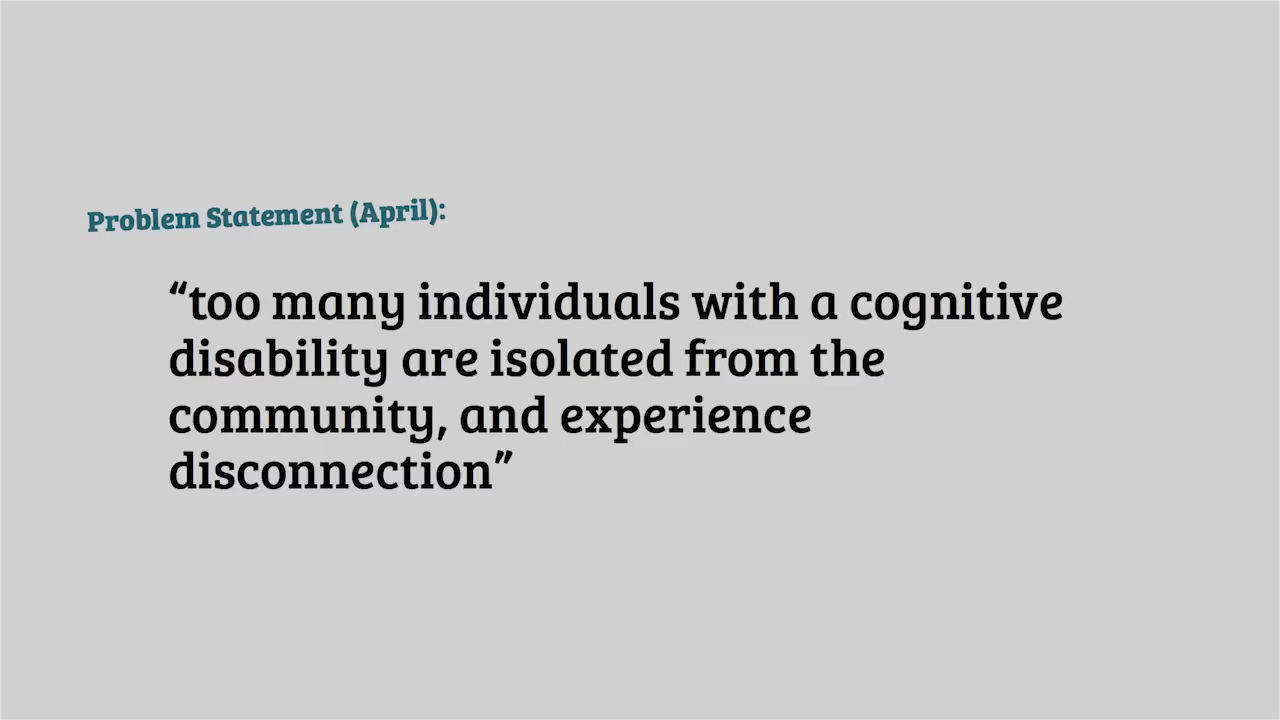 Problem Statement (April):
“too many individuals with a cognitive
disability are isolated from the
community, and experience
disconnection”